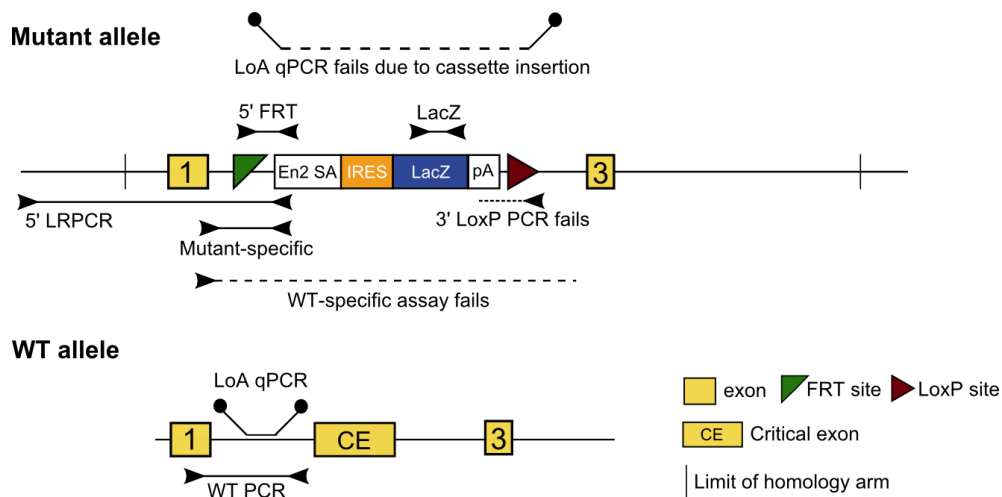 Mutant allele
LoA qPCR fails due to cassette insertion
5' FRT
LacZ
1
En2 SA
IRES
LacZ
pA
3
5' LRPCR
3' LoxP PCR fails
Mutant-specific
WT-specific assay fails
WT allele
LoA qPCR
1
CE
3
WT PCR
exon
FRT site
LoxP site
CE
Critical exon
Limit of homology arm